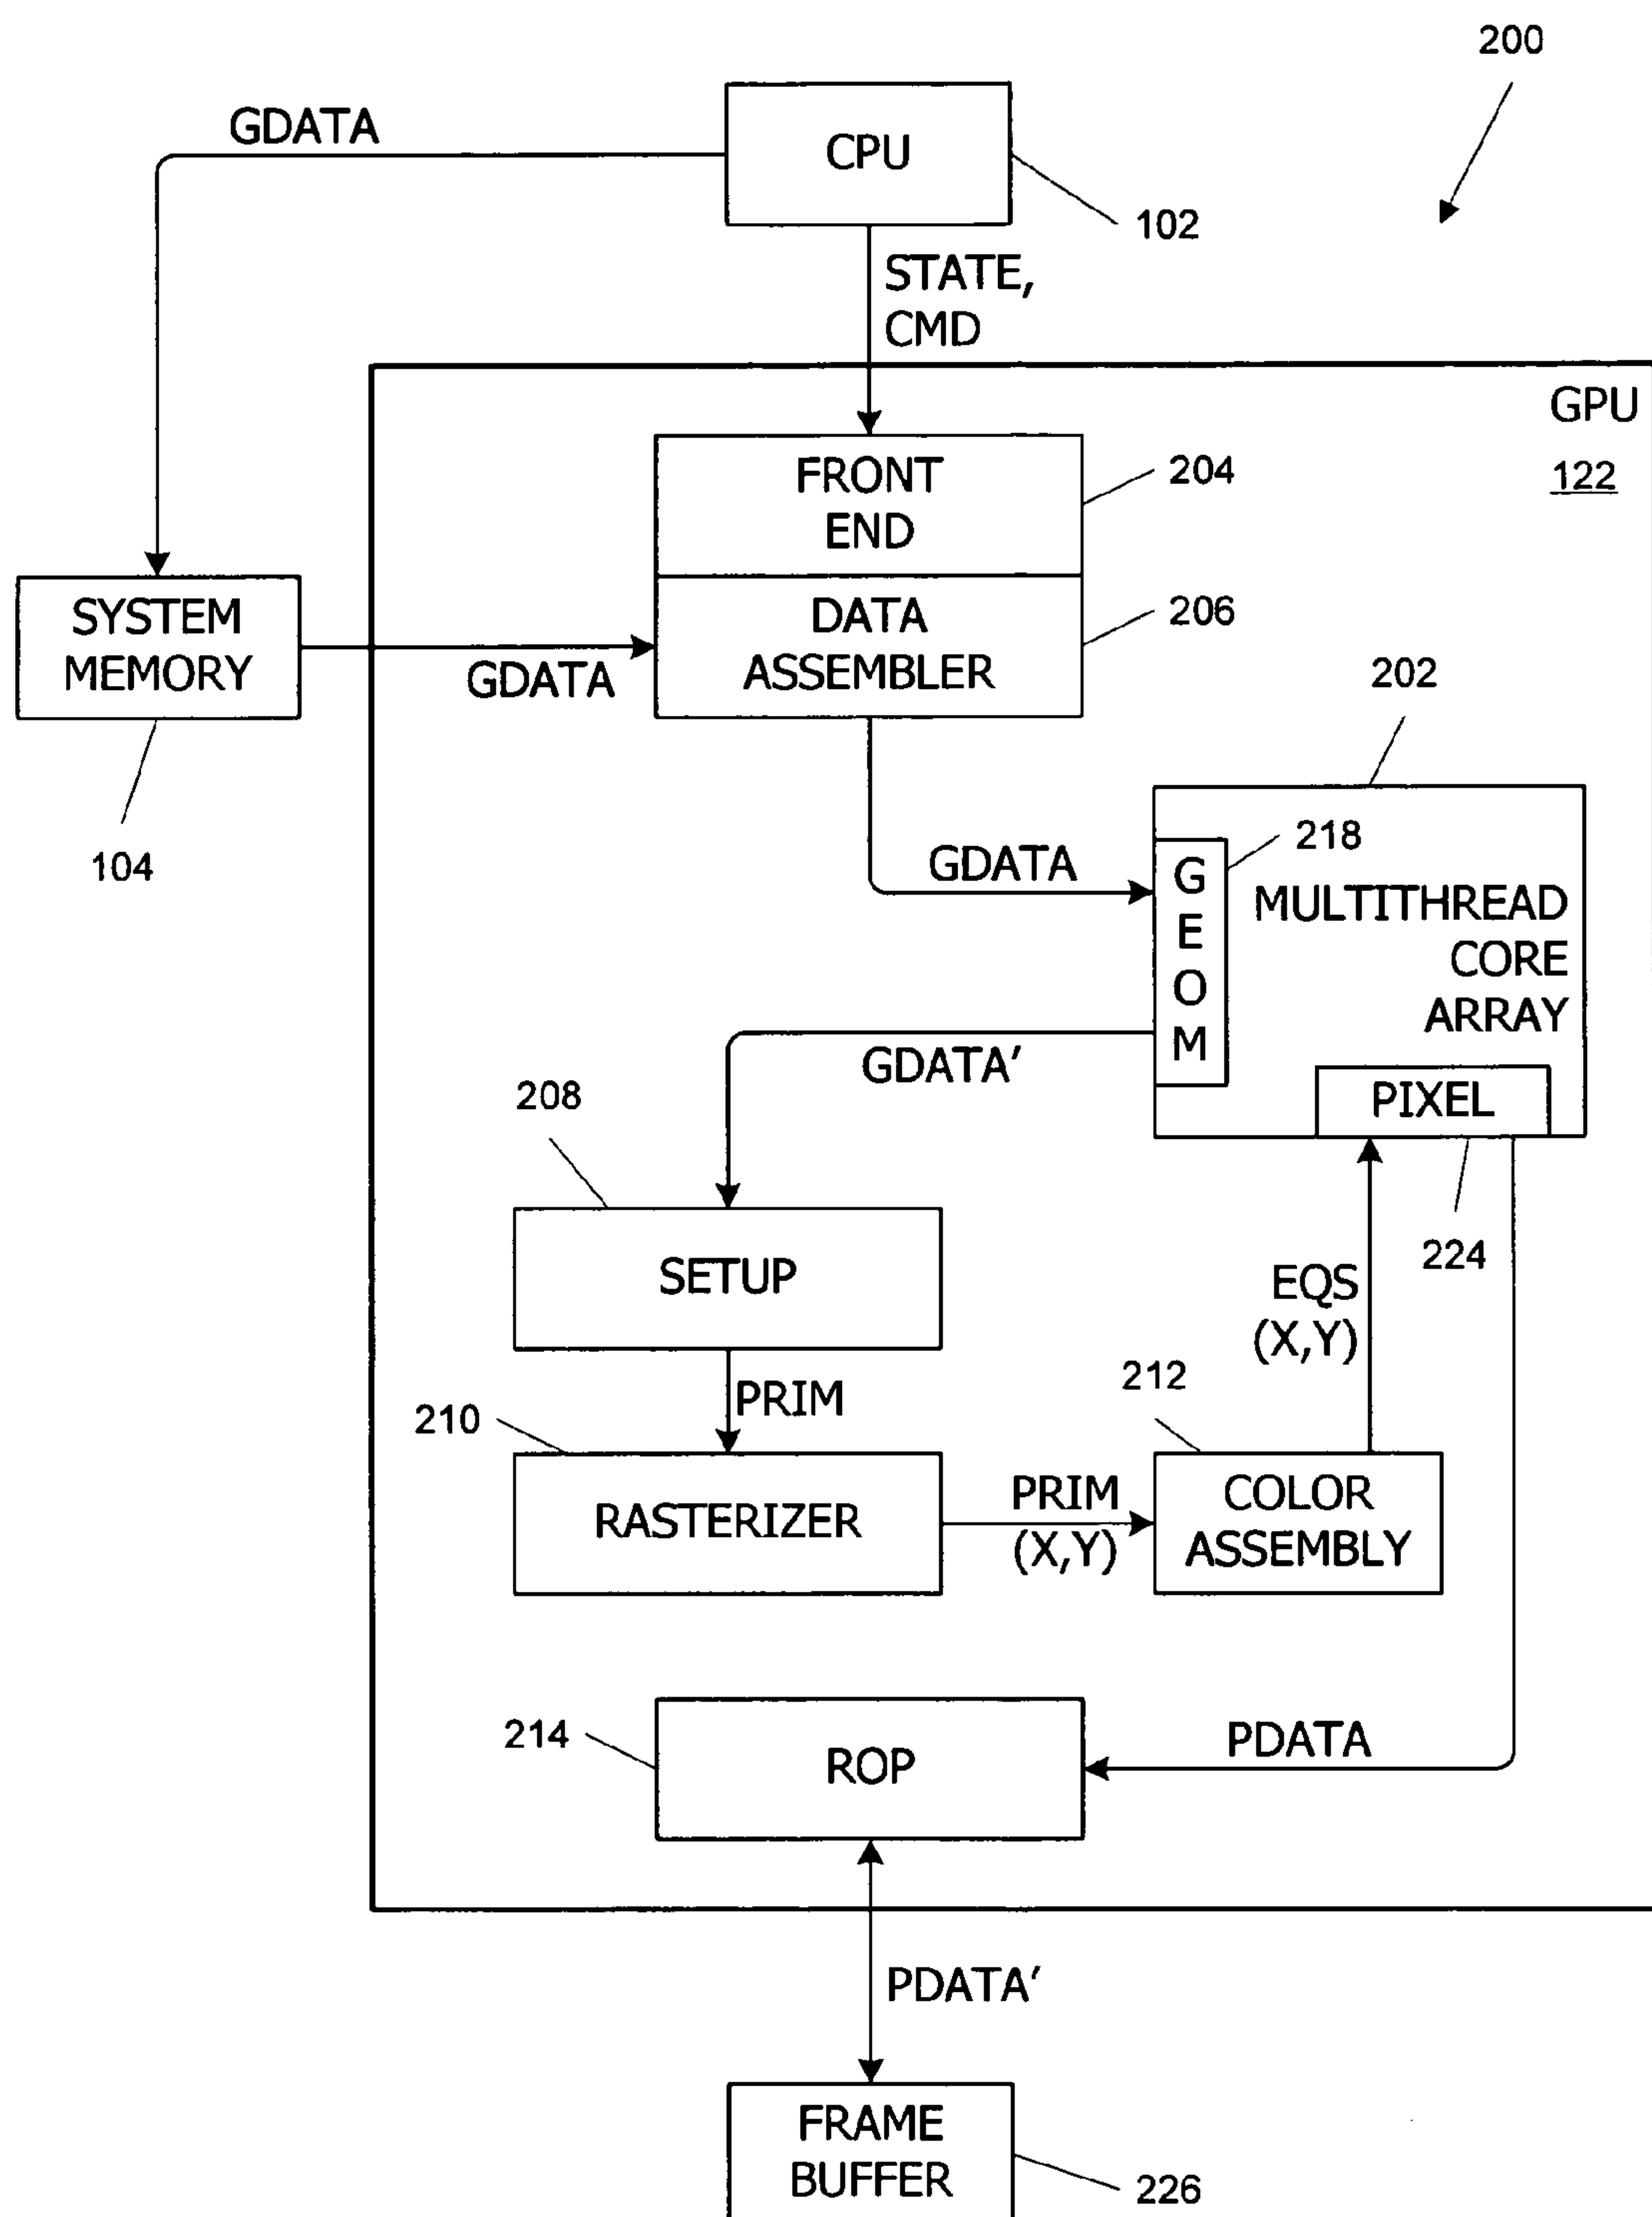 200
GDATA
CPU
102
STATE,
CMD
GPU
122
FRONT
END
204
SYSTEM
MEMORY
104
GDATA
DATA
ASSEMBLER
206
202
GDATA
GEOM
218
MULTITHREAD
CORE
ARRAY
GDATA'
PIXEL
224
208
SETUP
EQS
(X,Y)
PRIM
212
210
RASTERIZER
PRIM
(X,Y)
COLOR
ASSEMBLY
214
ROP
PDATA
PDATA'
FRAME
BUFFER
226